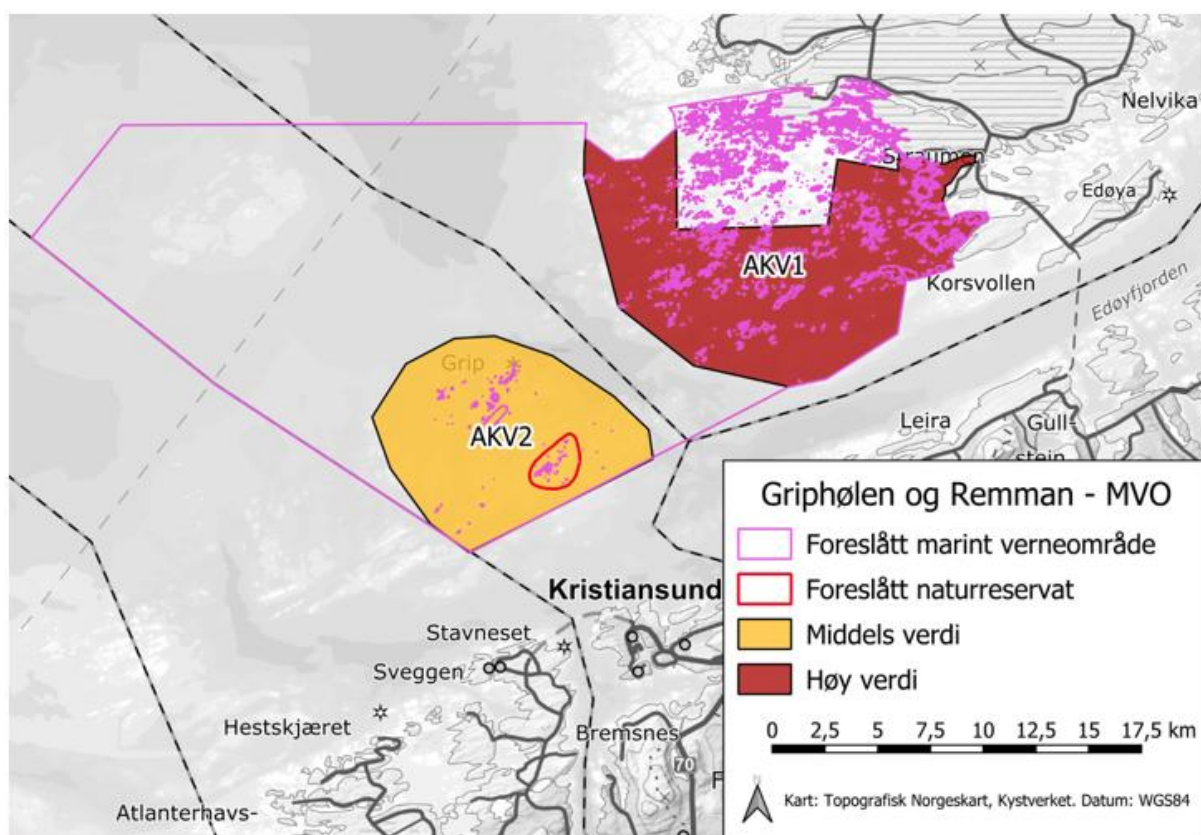 Nelvika
Straumen
Edøya
AKV1
Korsvollen
Edøyfjorden
Grip
AKV2
Leira
Gull-
stein
Kristiansund
Stavneset
Sveggen
Hestskjæret
Bremsnes
70
F
Atlanterhavs-
Griphølen og Remman - MVO
Foreslått marint verneområde
Foreslått naturreservat
Middels verdi
Høy verdi
0 2,5 5 7,5 10 12,5 15 17,5 km
Kart: Topografisk Norgeskart, Kystverket. Datum: WGS84